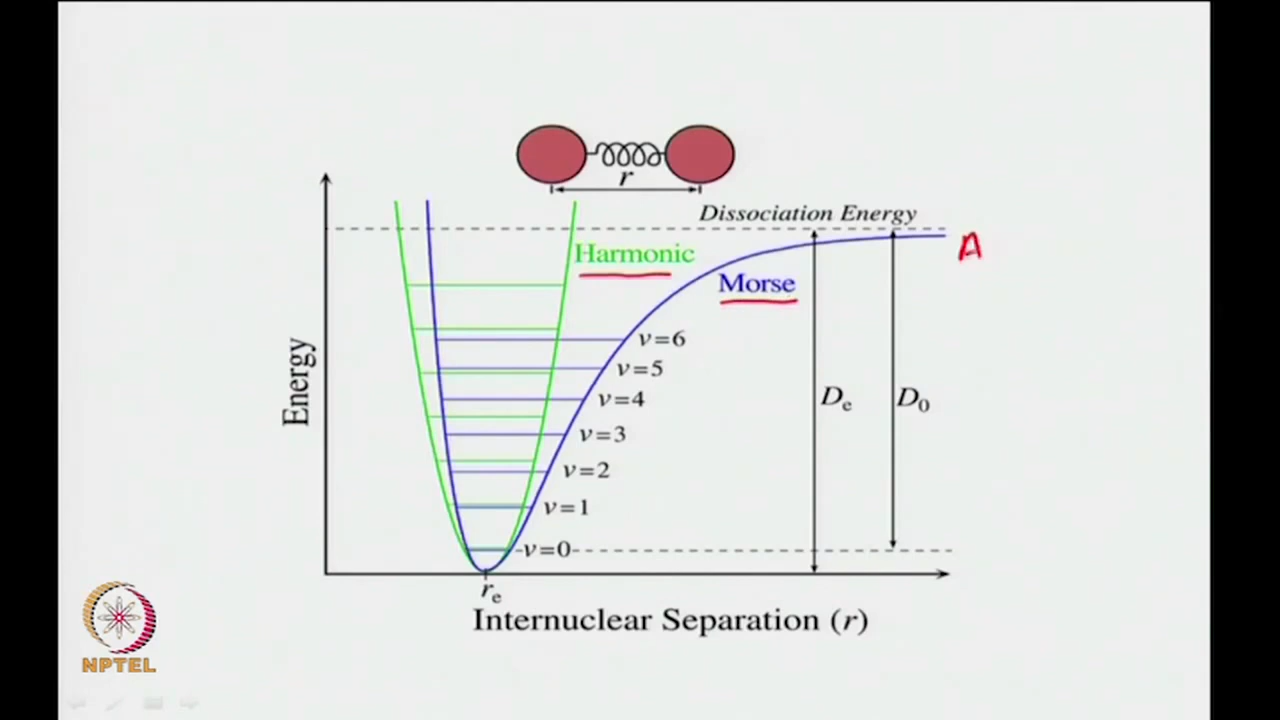 r
Dissociation Energy
Harmonic
A
Morse
v=6
v=5
v=4
v=3
v=2
v=1
v=0
Dₑ
D₀
Energy
rₑ
Internuclear Separation (r)
NPTEL